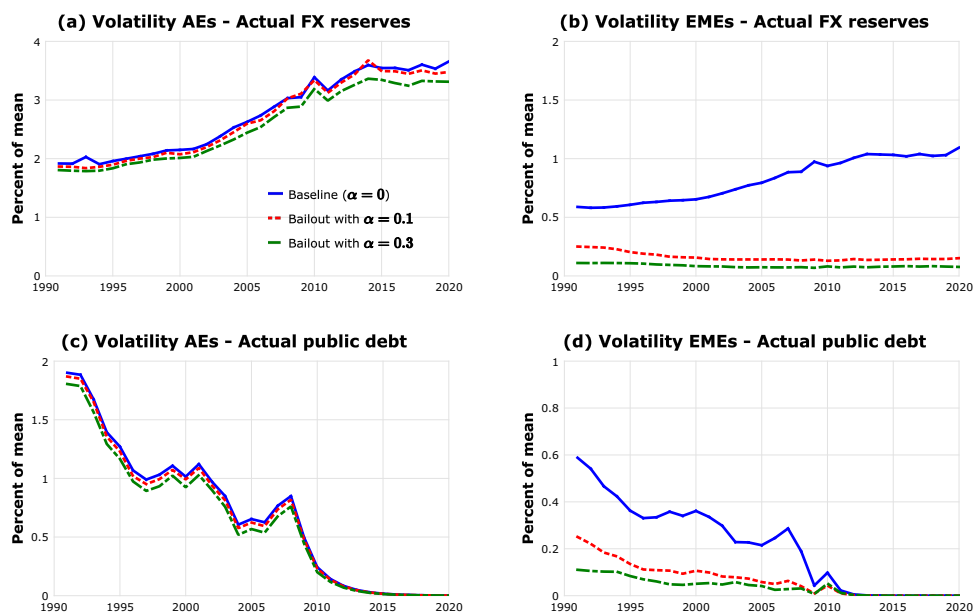 (a) Volatility AEs - Actual FX reserves
4
3
2
1
0
Percent of mean
Baseline (α = 0)
Bailout with α = 0.1
Bailout with α = 0.3
1990 1995 2000 2005 2010 2015 2020
(b) Volatility EMEs - Actual FX reserves
2
1.5
1
0.5
0
Percent of mean
1990 1995 2000 2005 2010 2015 2020
(c) Volatility AEs - Actual public debt
2
1.5
1
0.5
0
Percent of mean
1990 1995 2000 2005 2010 2015 2020
(d) Volatility EMEs - Actual public debt
1
0.8
0.6
0.4
0.2
0
Percent of mean
1990 1995 2000 2005 2010 2015 2020